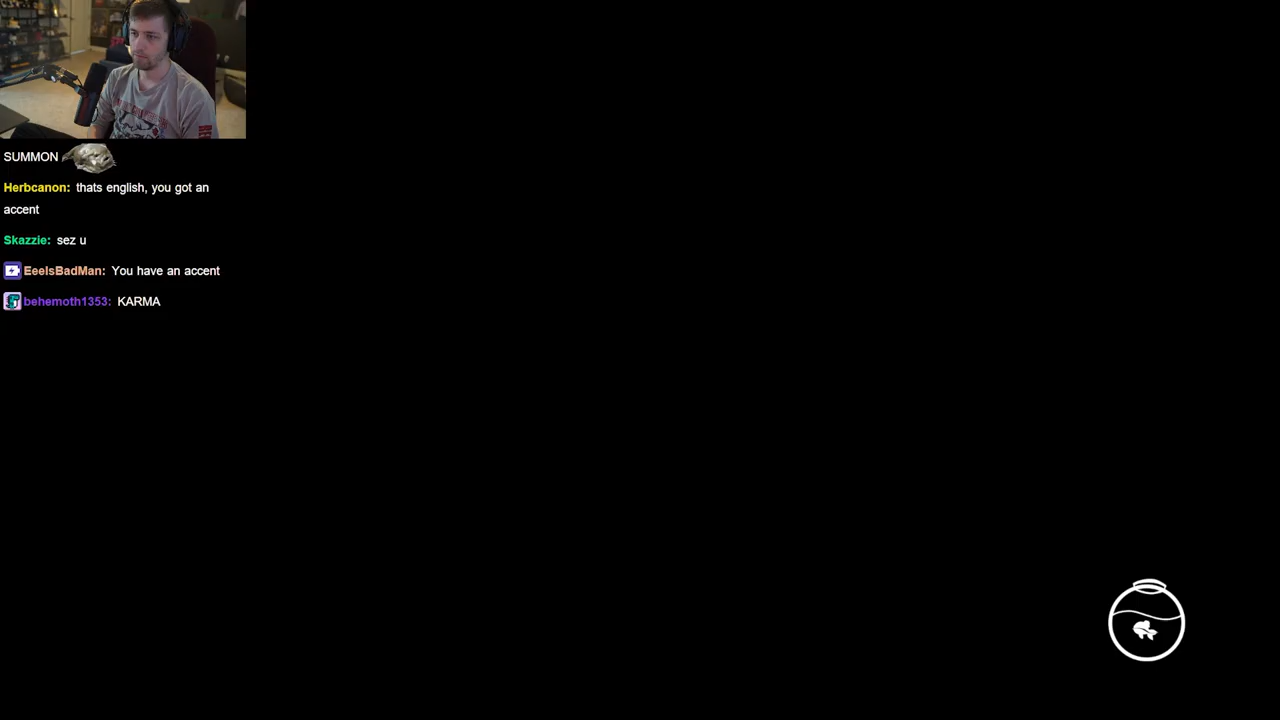 SUMMON
Herbcanon: thats english, you got an
accent
Skazzie: sez u
EeelsBadMan: You have an accent
behemoth1353: KARMA